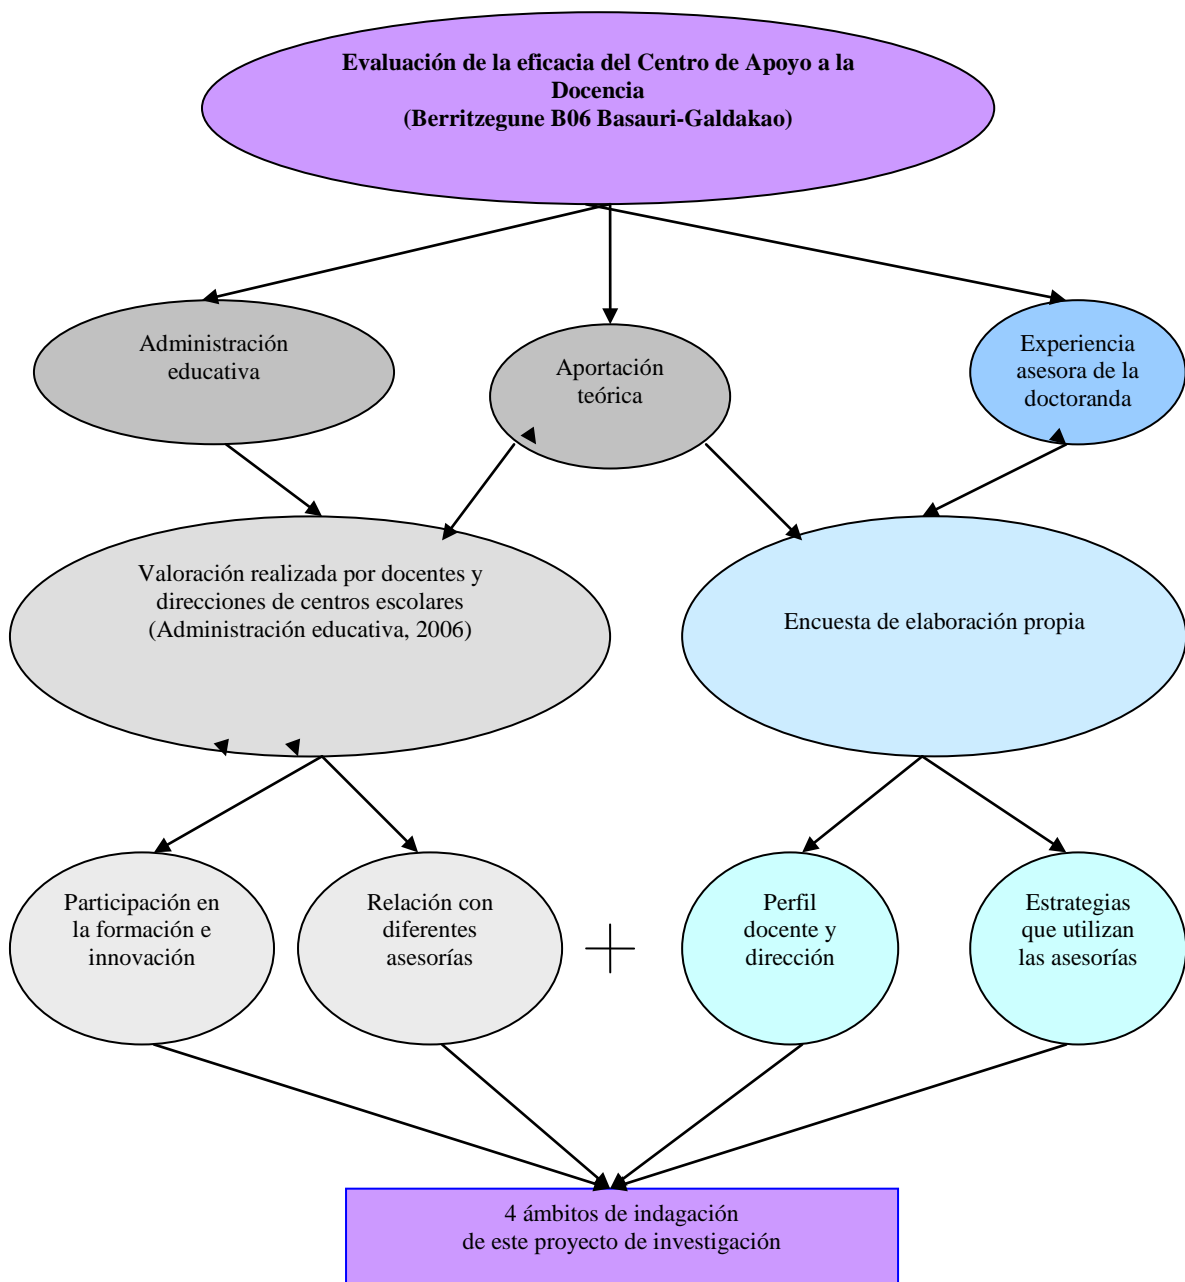 Evaluación de la eficacia del Centro de Apoyo a la
Docencia
(Berritzegune B06 Basauri-Galdakao)
Administración
educativa
Aportación
teórica
Experiencia
asesora de la
doctoranda
Valoración realizada por docentes y
direcciones de centros escolares
(Administración educativa, 2006)
Encuesta de elaboración propia
Participación en
la formación e
innovación
Relación con
diferentes
asesorías
Perfil
docente y
dirección
Estrategias
que utilizan
las asesorías
4 ámbitos de indagación
de este proyecto de investigación